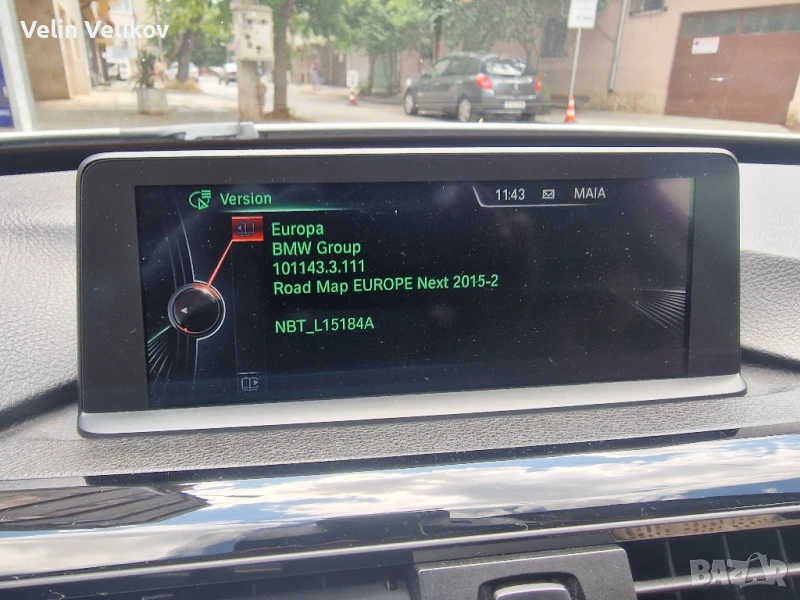 Velin Velikov
Version
11:43
MAIA
Europa
BMW Group
101143.3.111
Road Map EUROPE Next 2015-2
NBT_L15184A
BAZAR